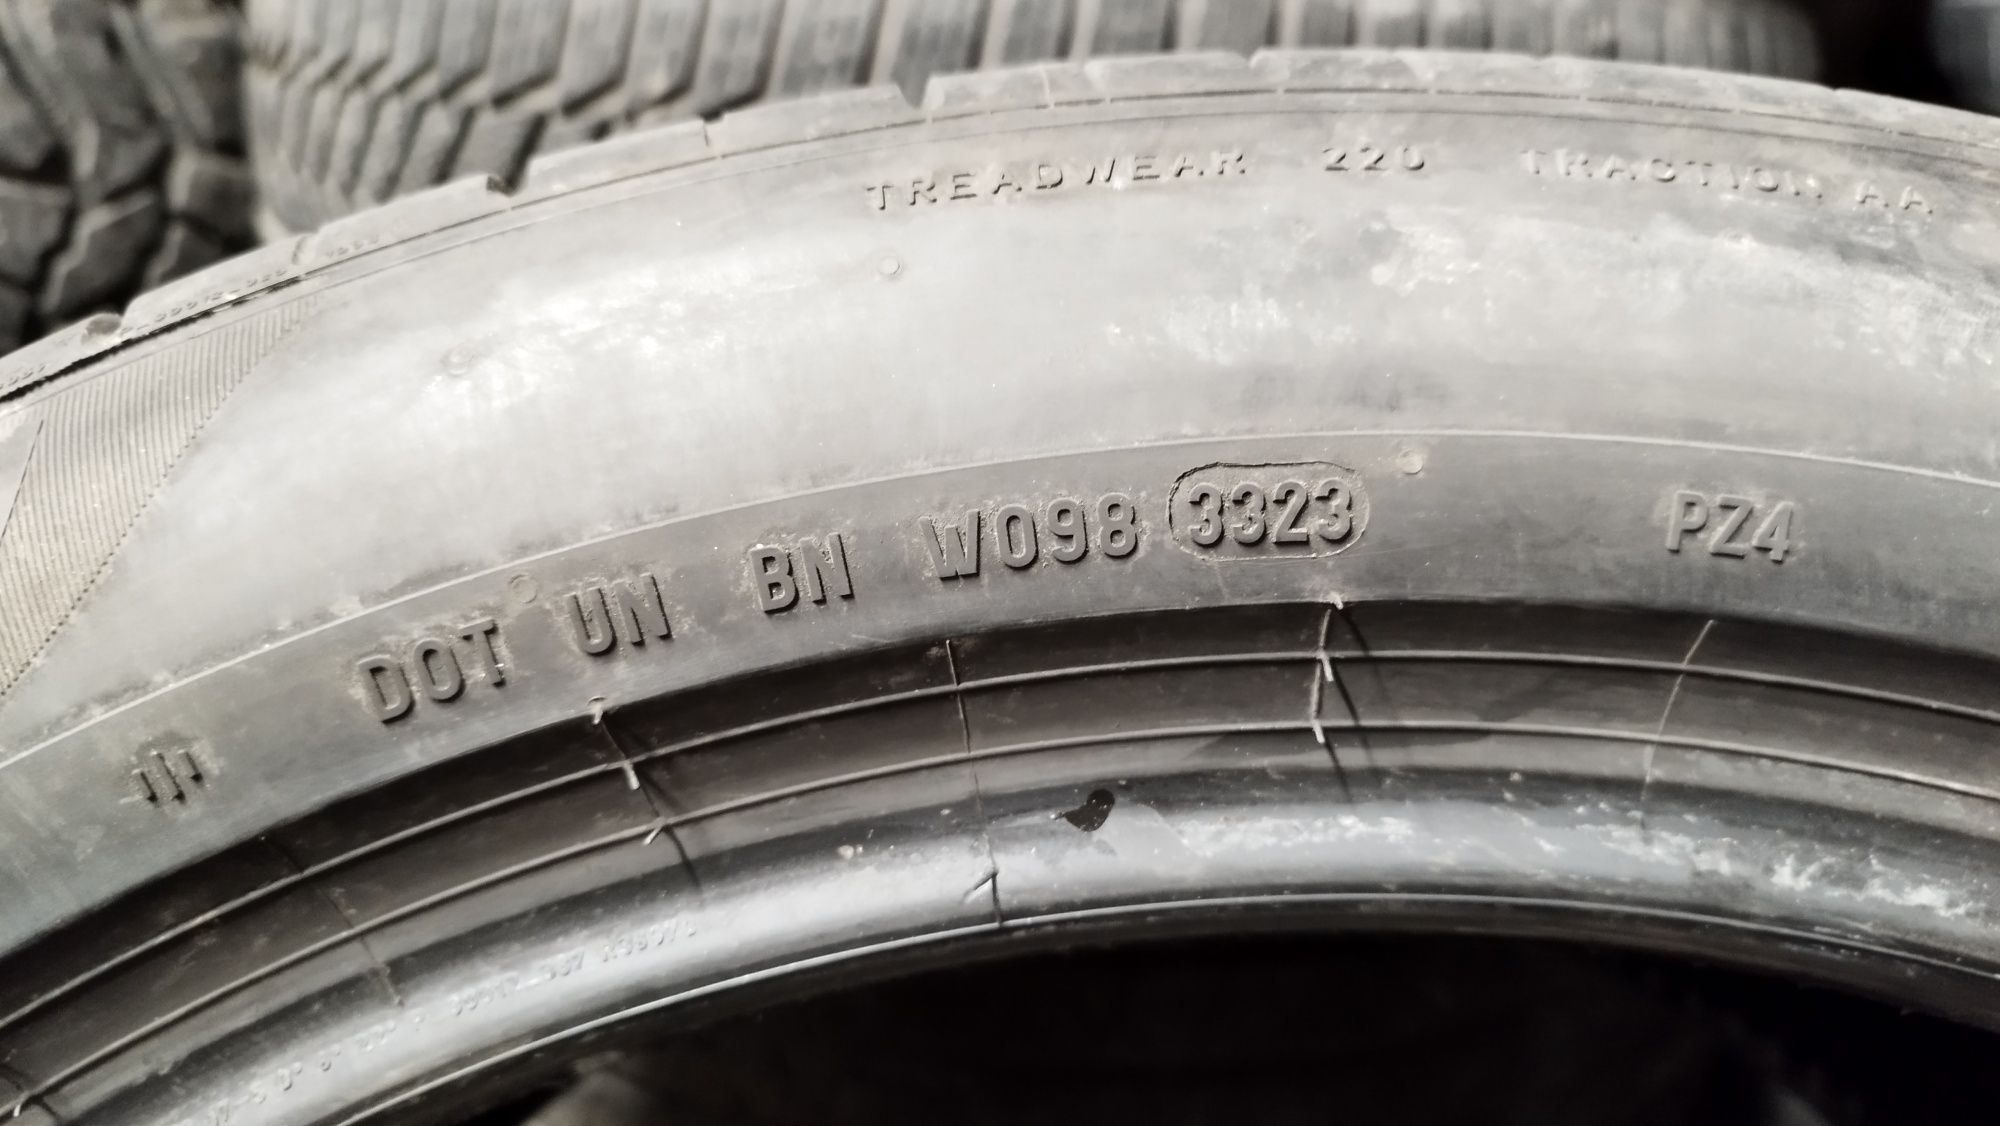 TREADWEAR 220 TRACTION AA
DOT UN BN W098 3323 PZ4